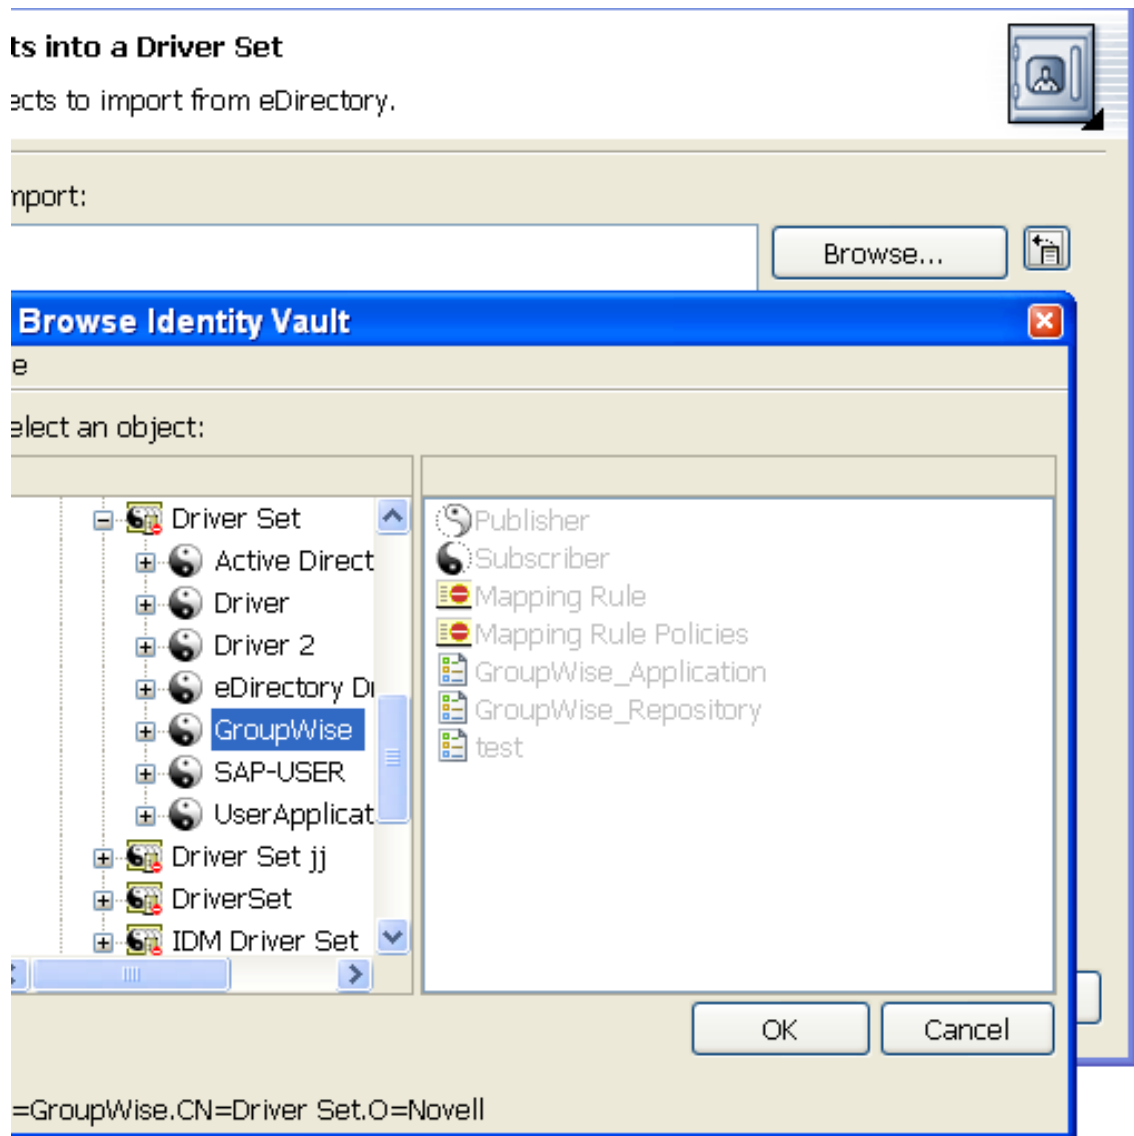 ts into a Driver Set
ects to import from eDirectory.
mport:
Browse...
Browse Identity Vault
e
elect an object:
Driver Set
Active Direct
Driver
Driver 2
eDirectory Dr
GroupWise
SAP-USER
UserApplicat
Driver Set jj
DriverSet
IDM Driver Set
Publisher
Subscriber
Mapping Rule
Mapping Rule Policies
GroupWise_Application
GroupWise_Repository
test
OK
Cancel
=GroupWise.CN=Driver Set.O=Novell